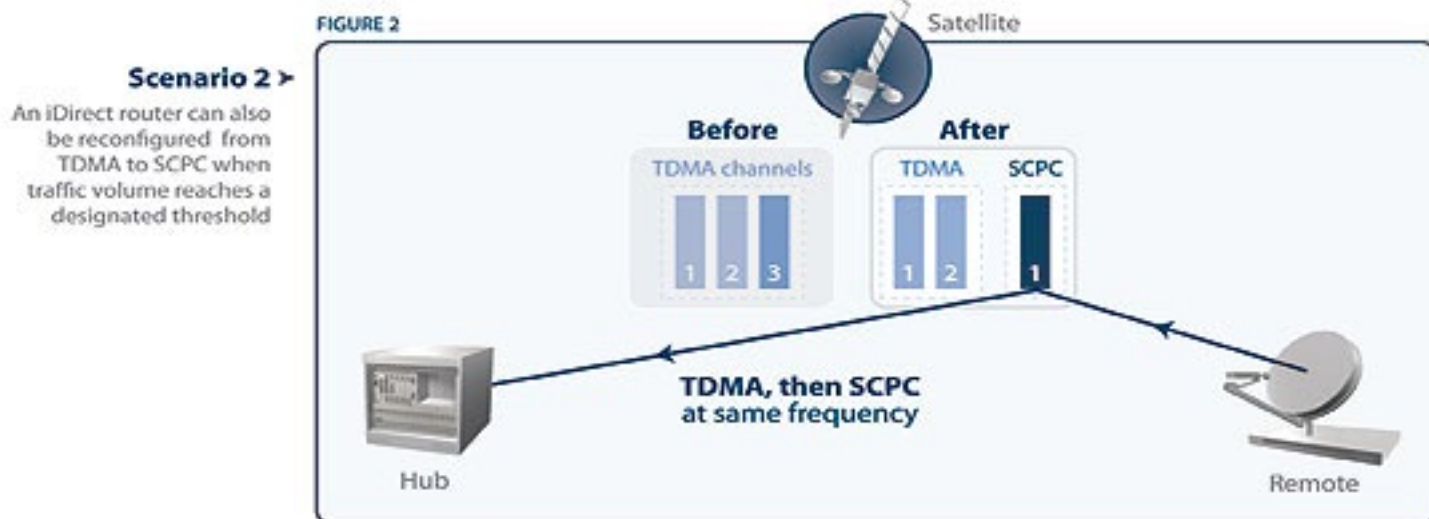 FIGURE 2
Satellite
Scenario 2 ➤
An iDirect router can also
be reconfigured from
TDMA to SCPC when
traffic volume reaches a
designated threshold
Before
After
TDMA channels
TDMA
SCPC
1 2 3
1 2
1
TDMA, then SCPC
at same frequency
Hub
Remote